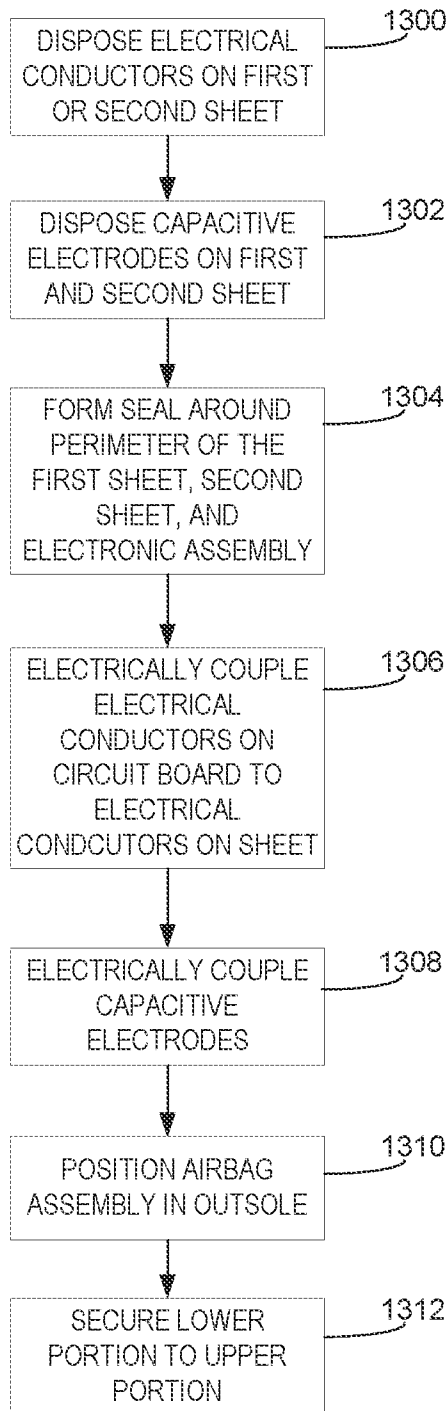 1300
DISPOSE ELECTRICAL
CONDUCTORS ON FIRST
OR SECOND SHEET
1302
DISPOSE CAPACITIVE
ELECTRODES ON FIRST
AND SECOND SHEET
1304
FORM SEAL AROUND
PERIMETER OF THE
FIRST SHEET, SECOND
SHEET, AND
ELECTRONIC ASSEMBLY
1306
ELECTRICALLY COUPLE
ELECTRICAL
CONDUCTORS ON
CIRCUIT BOARD TO
ELECTRICAL
CONDCUTORS ON SHEET
1308
ELECTRICALLY COUPLE
CAPACITIVE
ELECTRODES
1310
POSITION AIRBAG
ASSEMBLY IN OUTSOLE
1312
SECURE LOWER
PORTION TO UPPER
PORTION